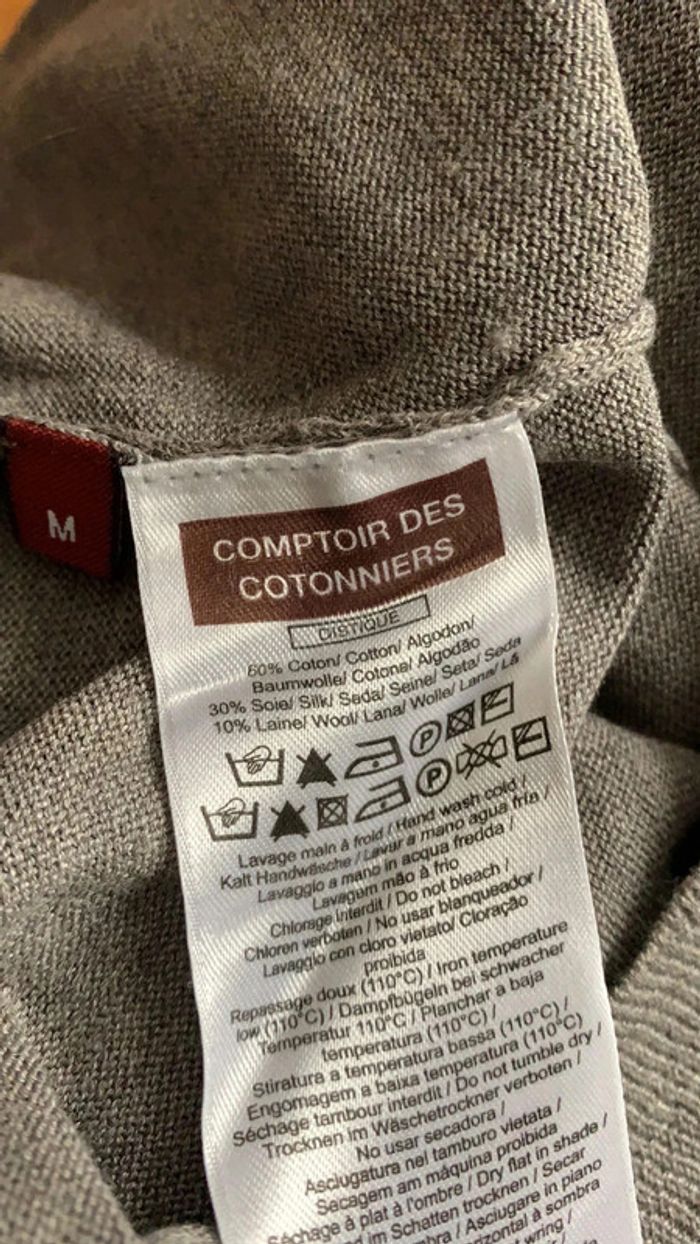 M
COMPTOIR DES
COTONNIERS
DISTIQUE
60% Coton/ Cotton/ Algodon/
Baumwolle/ Cotone/ Algodão
30% Soie/ Silk/ Seda/ Seine/ Seta/ Seda
10% Laine/ Wool/ Lana/ Wolle/ Lana/ Lã
P
P
Lavage main à froid / Hand wash cold /
Kalt Handwäsche / Lavar a mano agua fría /
Lavaggio a mano in acqua fredda /
Lavagem mão à frio
Chlorage Interdit / Do not bleach /
Chloren verboten / No usar blanqueador /
Lavaggio con cloro vietato/ Cloração
proibida
Repassage doux (110°C) / Iron temperature
low (110°C) / Dampfbügeln bei schwacher
Temperatur 110°C / Planchar a baja
temperatura (110°C) /
Stiratura a temperatura bassa (110°C) /
Engomagem a baixa temperatura (110°C)
Séchage tambour interdit / Do not tumble dry /
Trocknen im Wäschetrockner verboten /
No usar secadora /
Asciugatura nel tamburo vietata /
Secagem am máquina proibida
Séchage à plat à l'ombre / Dry flat in shade /
im Schatten trocknen / Secar
/ Asciugare in piano
a sombra
wring /